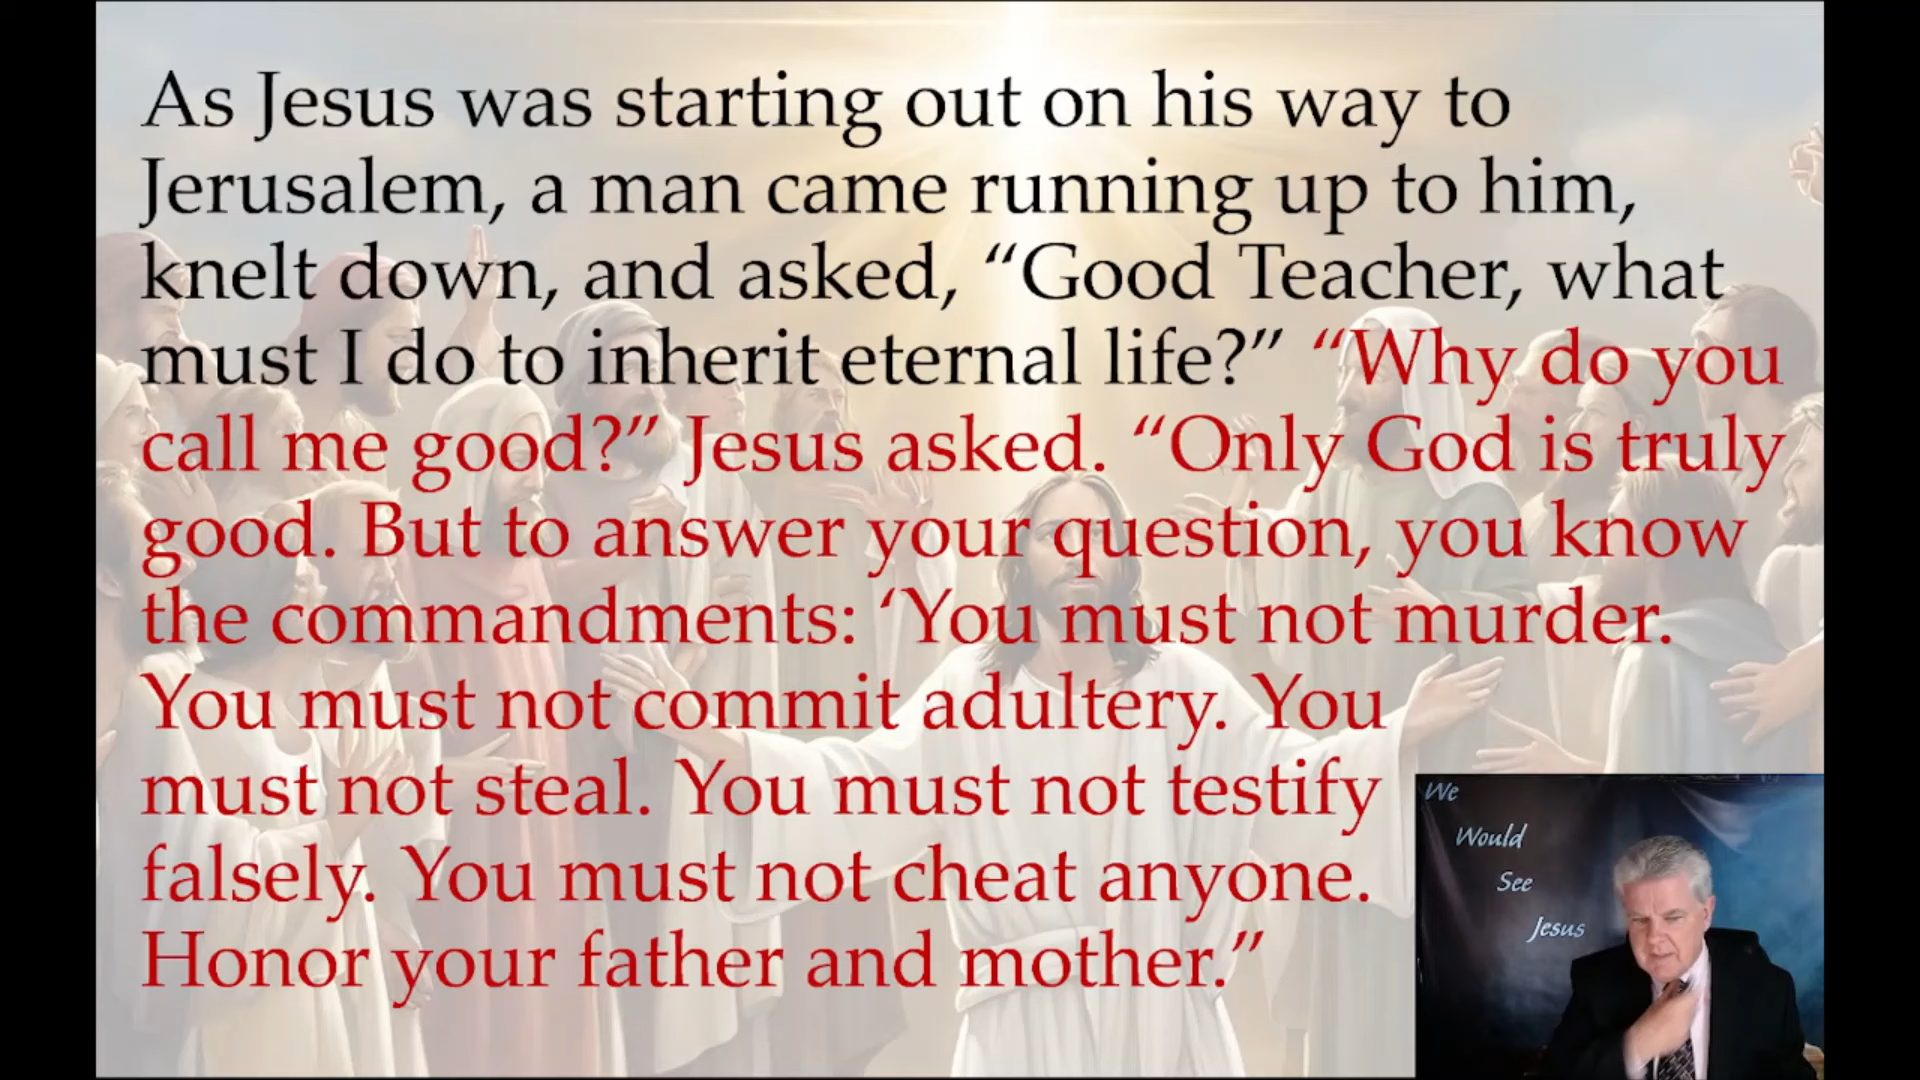 As Jesus was starting out on his way to
Jerusalem, a man came running up to him,
knelt down, and asked, “Good Teacher, what
must I do to inherit eternal life?” “Why do you
call me good?” Jesus asked. “Only God is truly
good. But to answer your question, you know
the commandments: ‘You must not murder.
You must not commit adultery. You
must not steal. You must not testify
falsely. You must not cheat anyone.
Honor your father and mother.”
We
Would
See
Jesus